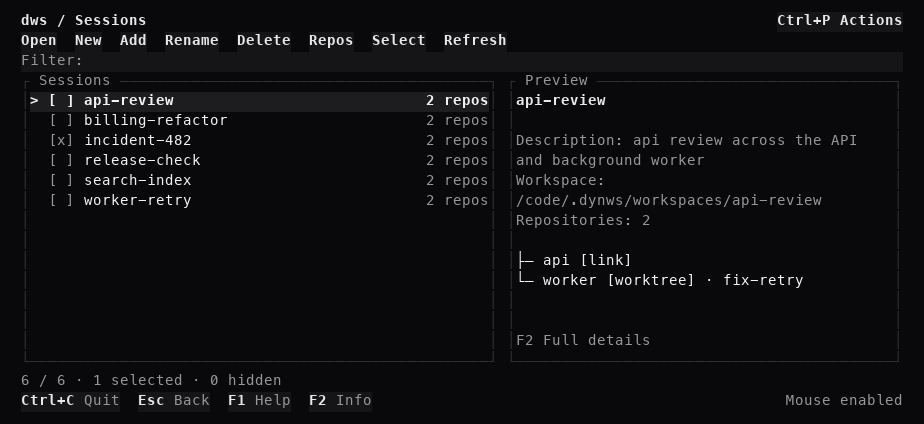 dws / Sessions Ctrl+P Actions
Open New Add Rename Delete Repos Select Refresh
Filter:
Sessions
> [ ] api-review 2 repos
[ ] billing-refactor 2 repos
[x] incident-482 2 repos
[ ] release-check 2 repos
[ ] search-index 2 repos
[ ] worker-retry 2 repos
Preview
api-review
Description: api review across the API
and background worker
Workspace:
/code/.dynws/workspaces/api-review
Repositories: 2
├─ api [link]
└─ worker [worktree] · fix-retry
F2 Full details
6 / 6 · 1 selected · 0 hidden
Ctrl+C Quit Esc Back F1 Help F2 Info Mouse enabled